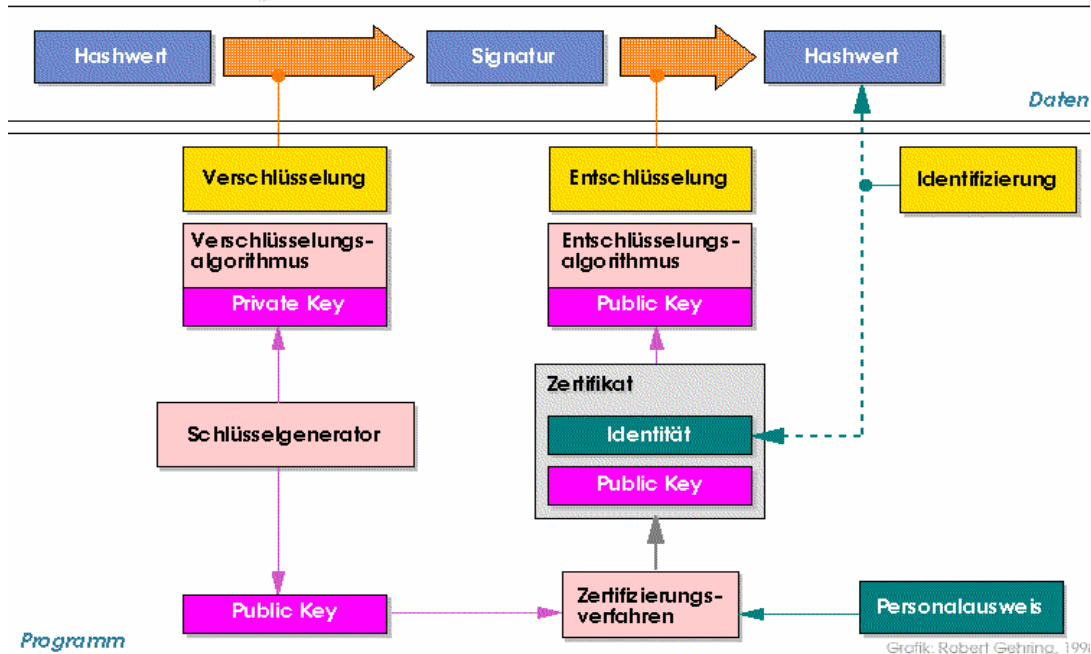 Hashwert
Signatur
Hashwert
Daten
Verschlüsselung
Entschlüsselung
Identifizierung
Verschlüsselungs-
algorithmus
Private Key
Entschlüsselungs-
algorithmus
Public Key
Zertifikat
Identität
Public Key
Schlüsselgenerator
Public Key
Zertifizierungs-
verfahren
Personalausweis
Programm
Grafik: Robert Gehring, 1998